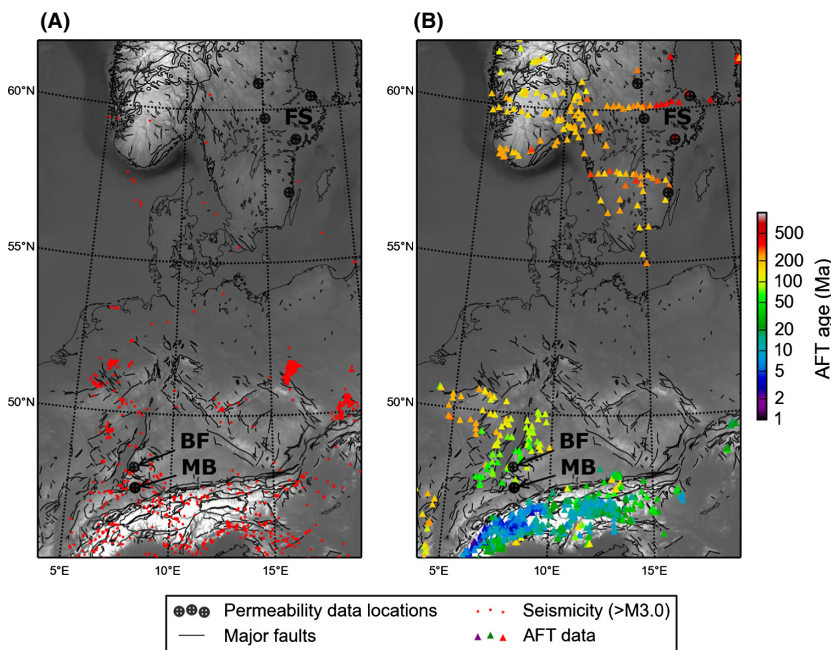 (A) (B)
60°N
55°N
50°N
5°E 10°E 15°E
FS
BF
MB
60°N
55°N
50°N
5°E 10°E 15°E
FS
BF
MB
500
200
100
50
20
10
5
2
1
AFT age (Ma)
Permeability data locations Seismicity (>M3.0)
Major faults AFT data